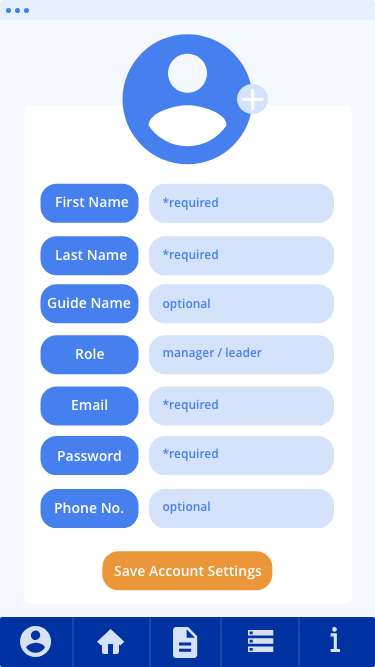 First Name *required
Last Name *required
Guide Name optional
Role manager / leader
Email *required
Password *required
Phone No. optional
Save Account Settings